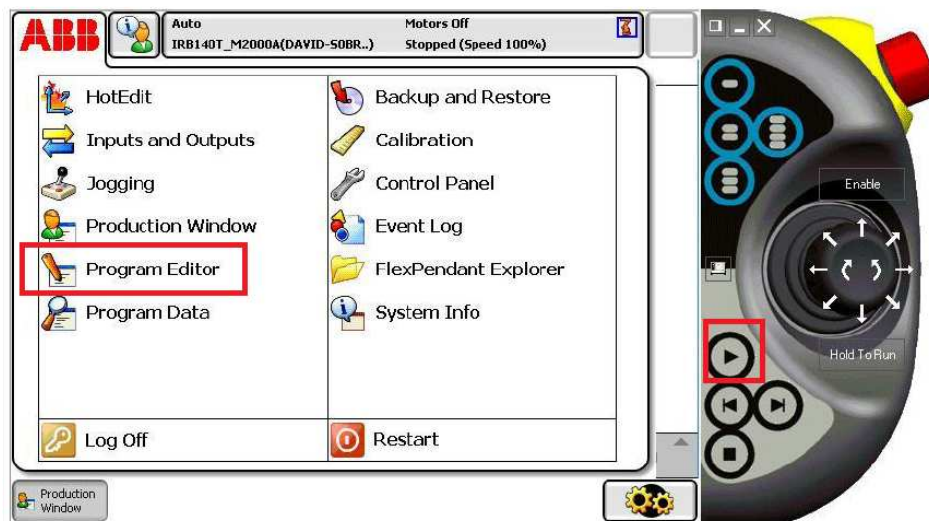 ABB
Auto
Motors Off
IRB140T_M2000A(DAVID-S0BR..)
Stopped (Speed 100%)
HotEdit
Backup and Restore
Inputs and Outputs
Calibration
Jogging
Control Panel
Production Window
Event Log
Program Editor
FlexPendant Explorer
Program Data
System Info
Log Off
Restart
Production
Window
Enable
Hold To Run